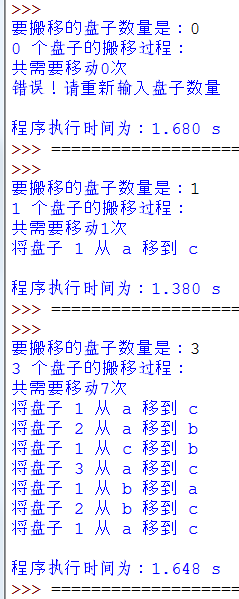 >>>
要搬移的盘子数量是：0
0 个盘子的搬移过程：
共需要移动0次
错误！请重新输入盘子数量
程序执行时间为：1.680 s
>>> ===================
>>>
要搬移的盘子数量是：1
1 个盘子的搬移过程：
共需要移动1次
将盘子 1 从 a 移到 c
程序执行时间为：1.380 s
>>> ===================
>>>
要搬移的盘子数量是：3
3 个盘子的搬移过程：
共需要移动7次
将盘子 1 从 a 移到 c
将盘子 2 从 a 移到 b
将盘子 1 从 c 移到 b
将盘子 3 从 a 移到 c
将盘子 1 从 b 移到 a
将盘子 2 从 b 移到 c
将盘子 1 从 a 移到 c
程序执行时间为：1.648 s
>>> ===================